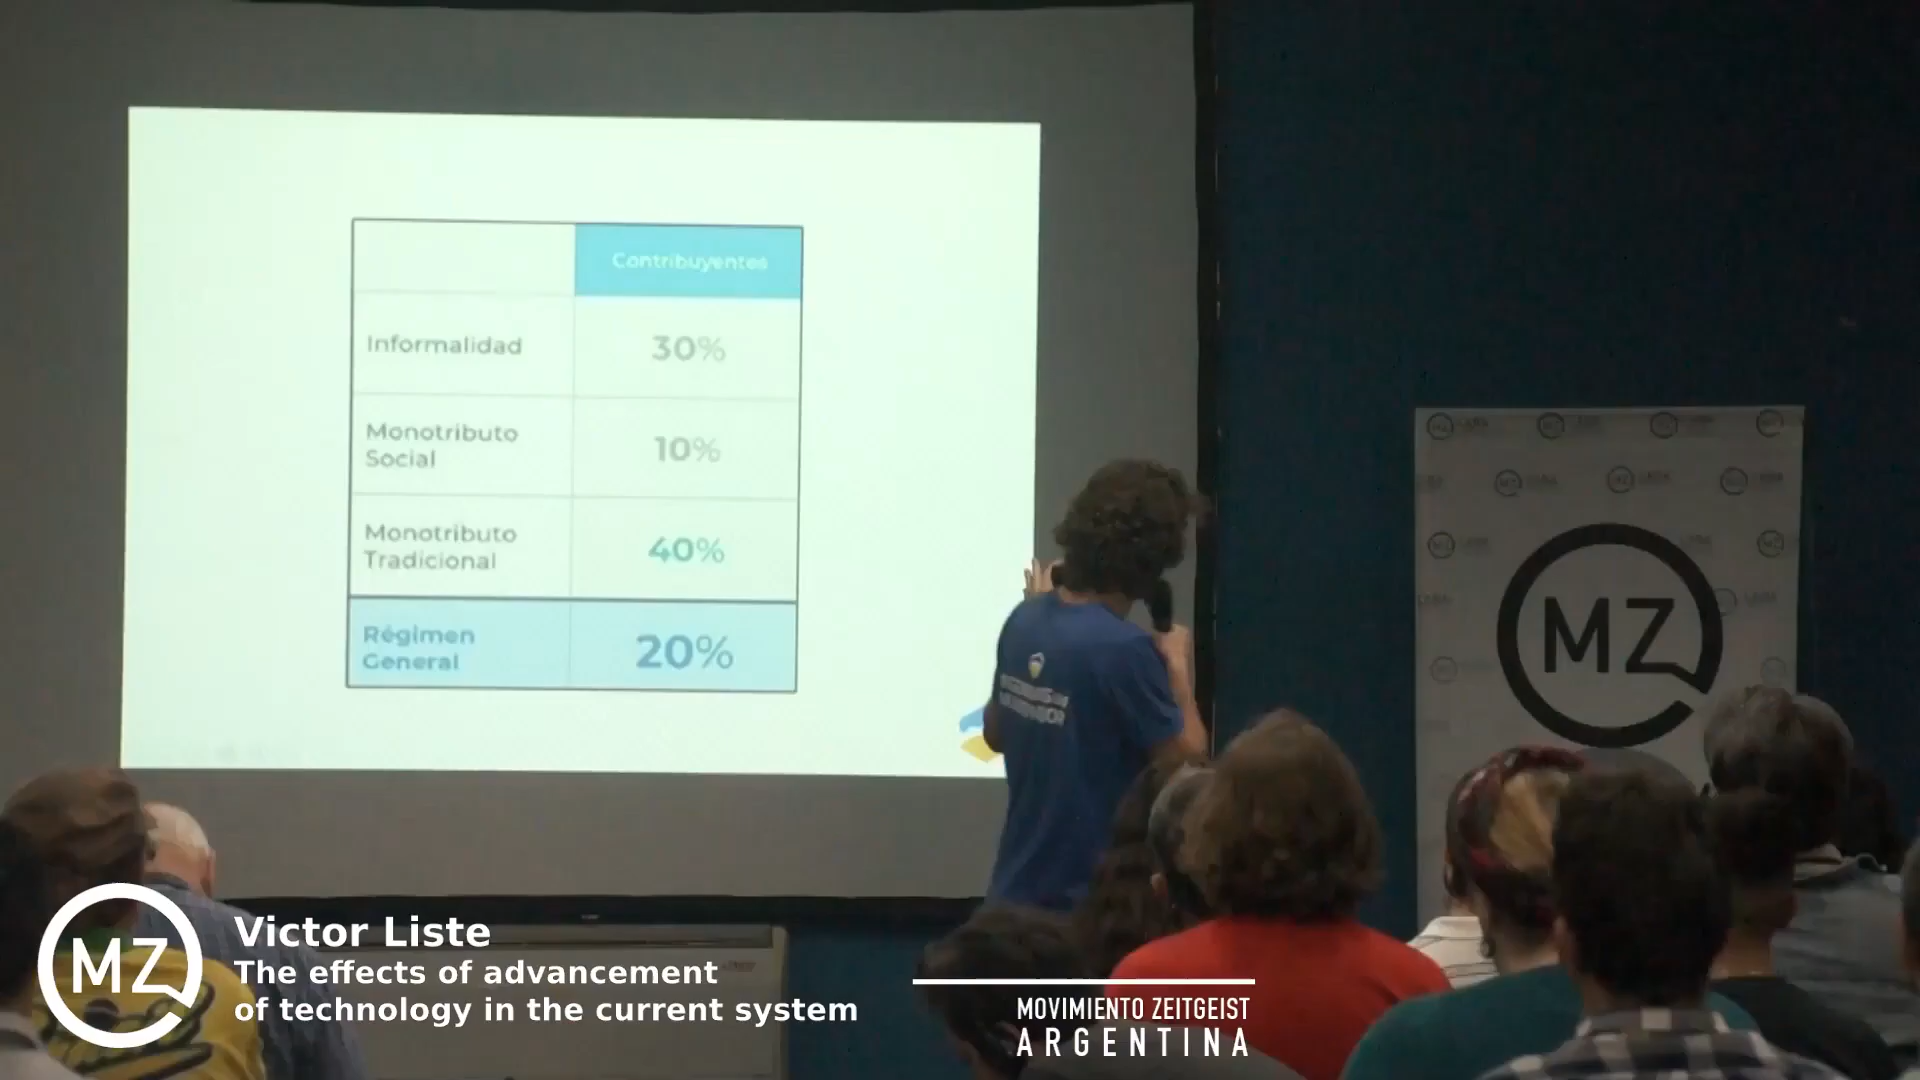 Contribuyentes
Informalidad
30%
Monotributo
Social
10%
Monotributo
Tradicional
40%
Régimen
General
20%
MZ
MZ
Victor Liste
The effects of advancement
of technology in the current system
MOVIMIENTO ZEITGEIST
ARGENTINA